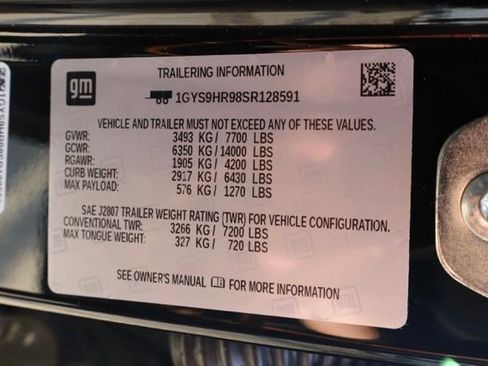 gm
TRAILERING INFORMATION
1GYS9HR98SR128591
VEHICLE AND TRAILER MUST NOT EXCEED ANY OF THESE VALUES.
GVWR: 3493 KG/ 7700 LBS
GCWR: 6350 KG/ 14000 LBS
RGAWR: 1905 KG/ 4200 LBS
CURB WEIGHT: 2917 KG/ 6430 LBS
MAX PAYLOAD: 576 KG/ 1270 LBS
SAE J2807 TRAILER WEIGHT RATING (TWR) FOR VEHICLE CONFIGURATION.
CONVENTIONAL TWR: 3266 KG/ 7200 LBS
MAX TONGUE WEIGHT: 327 KG/ 720 LBS
SEE OWNER'S MANUAL FOR MORE INFORMATION